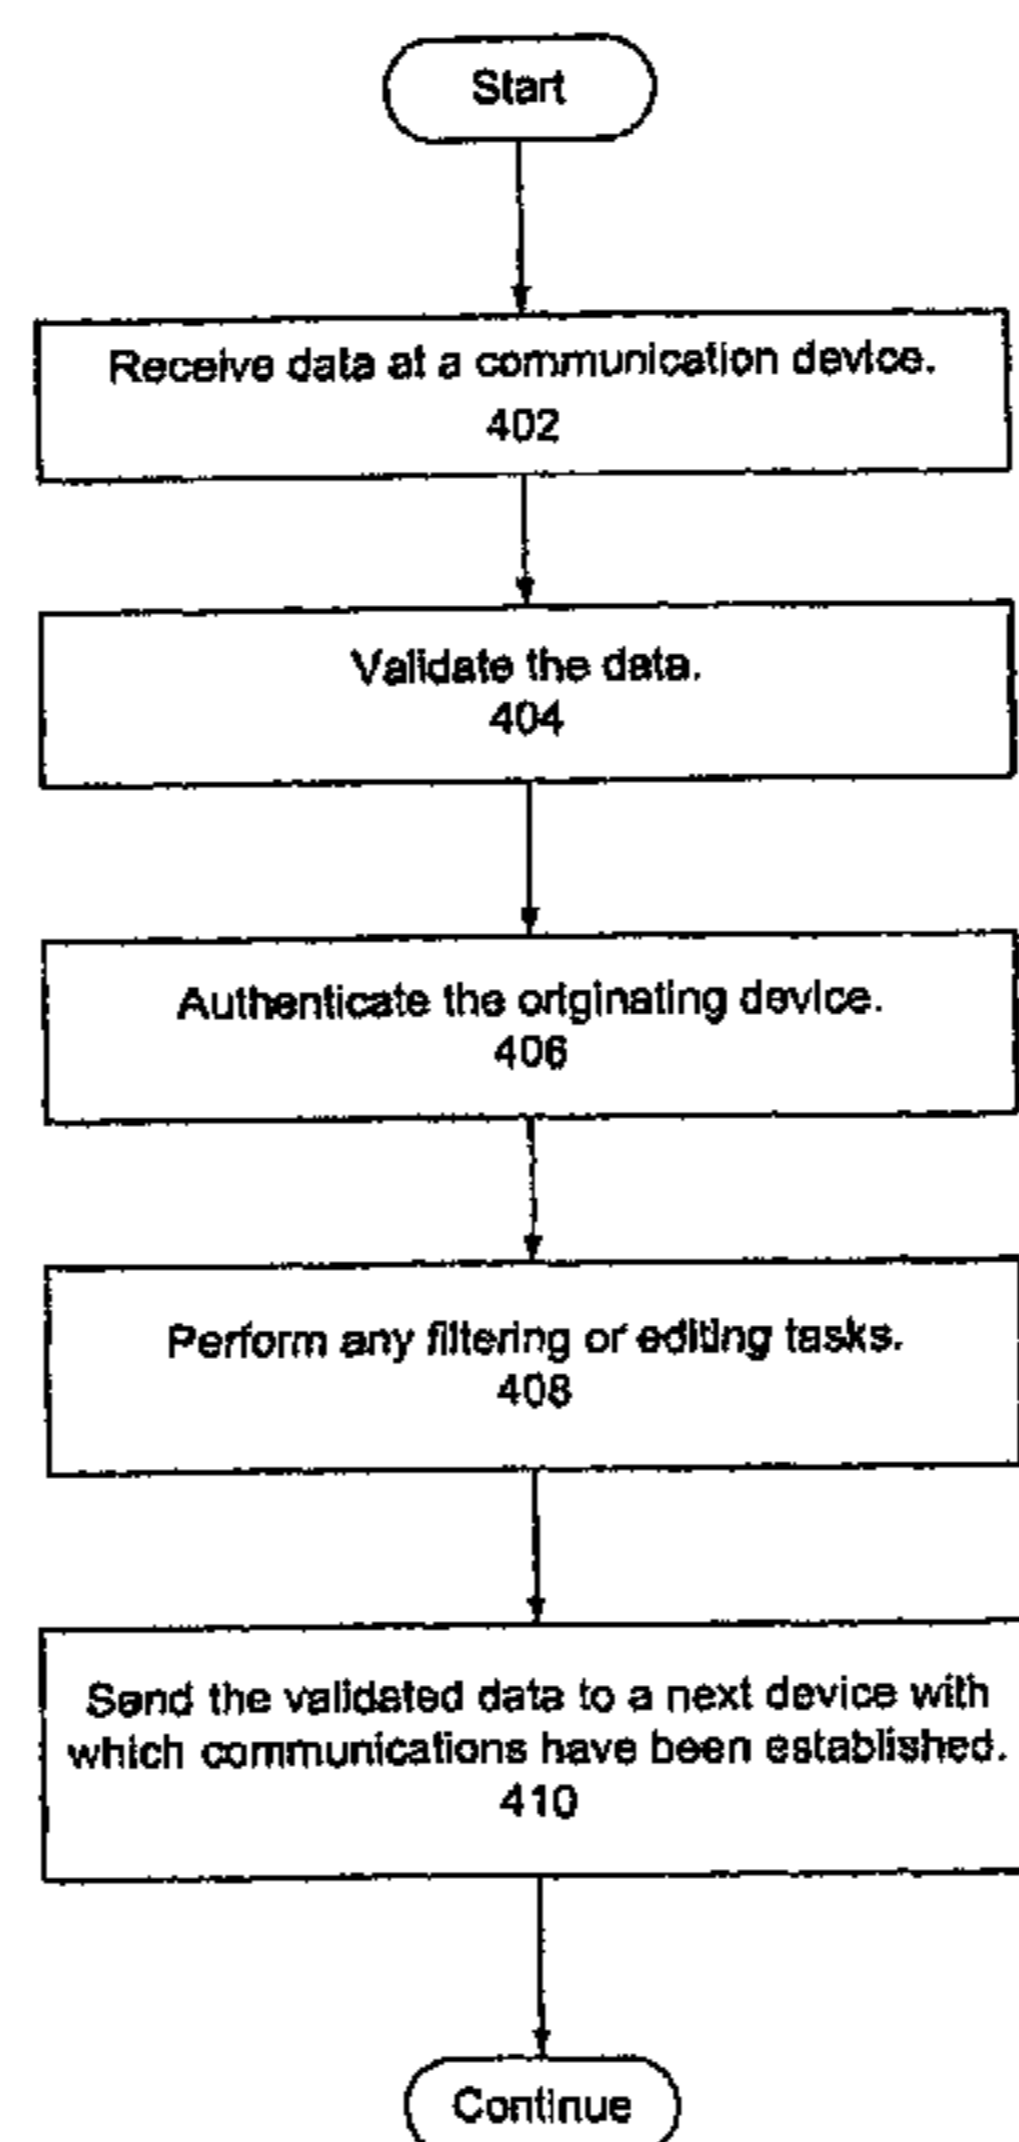 Start
Receive data at a communication device.
402
Validate the data.
404
Authenticate the originating device.
406
Perform any filtering or editing tasks.
408
Send the validated data to a next device with
which communications have been established.
410
Continue